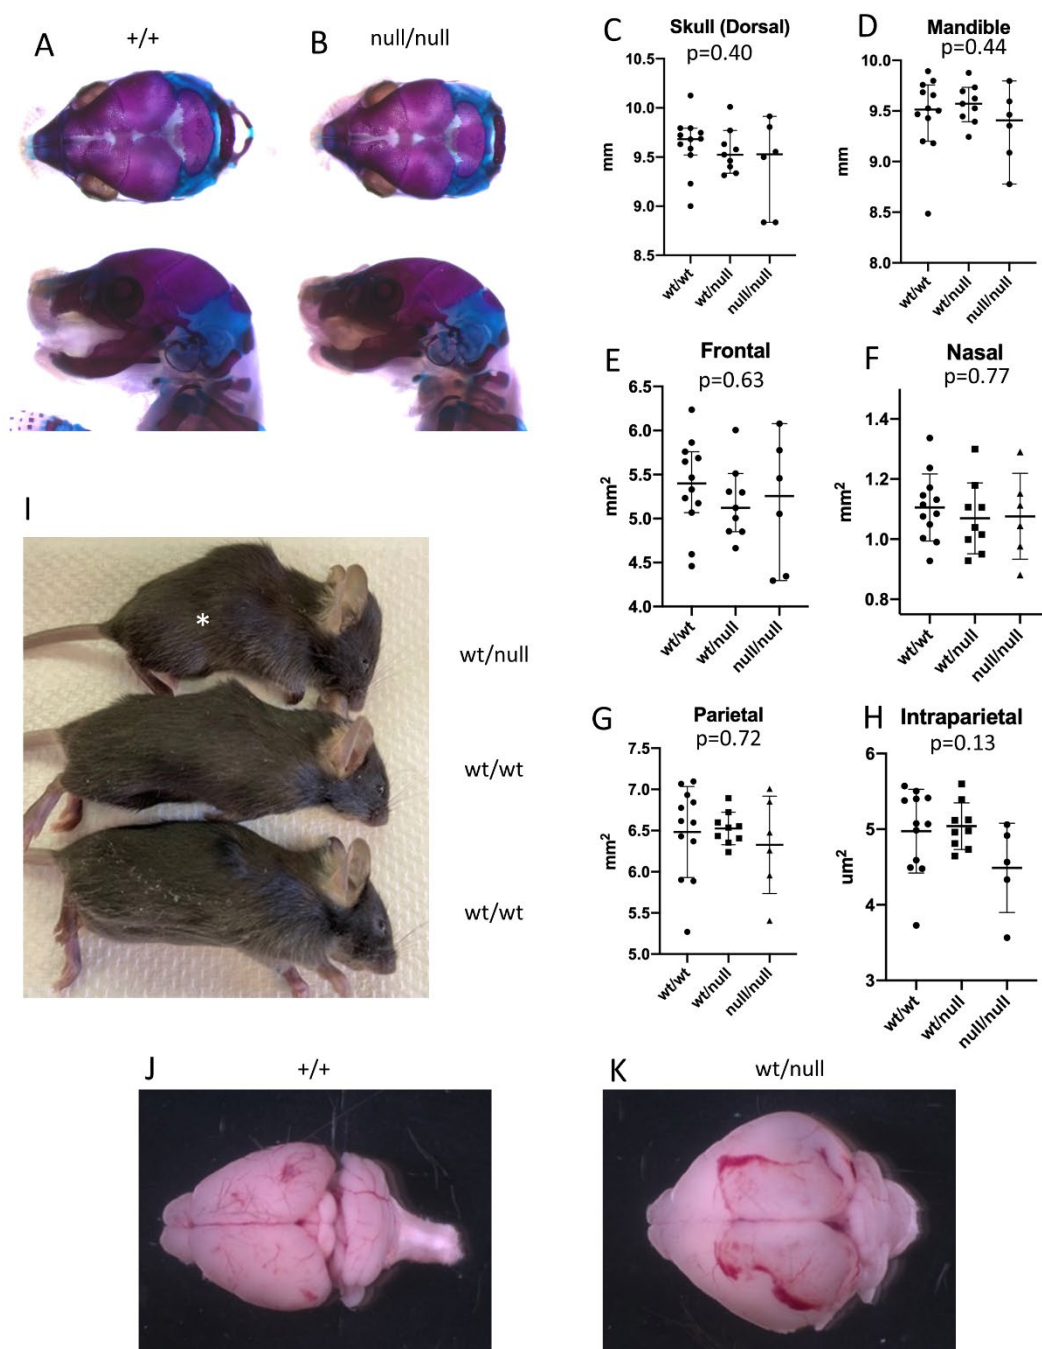 A
+/+
B
null/null
C
Skull (Dorsal)
p=0.40
mm
10.5
10.0
9.5
9.0
8.5
wt/wt
wt/null
null/null
D
Mandible
p=0.44
mm
10.0
9.5
9.0
8.5
8.0
wt/wt
wt/null
null/null
E
Frontal
p=0.63
mm²
6.5
6.0
5.5
5.0
4.5
4.0
wt/wt
wt/null
null/null
F
Nasal
p=0.77
mm²
1.4
1.2
1.0
0.8
wt/wt
wt/null
null/null
G
Parietal
p=0.72
mm²
7.5
7.0
6.5
6.0
5.5
5.0
wt/wt
wt/null
null/null
H
Intraparietal
p=0.13
um²
6
5
4
3
wt/wt
wt/null
null/null
I
*
wt/null
wt/wt
wt/wt
J
+/+
K
wt/null